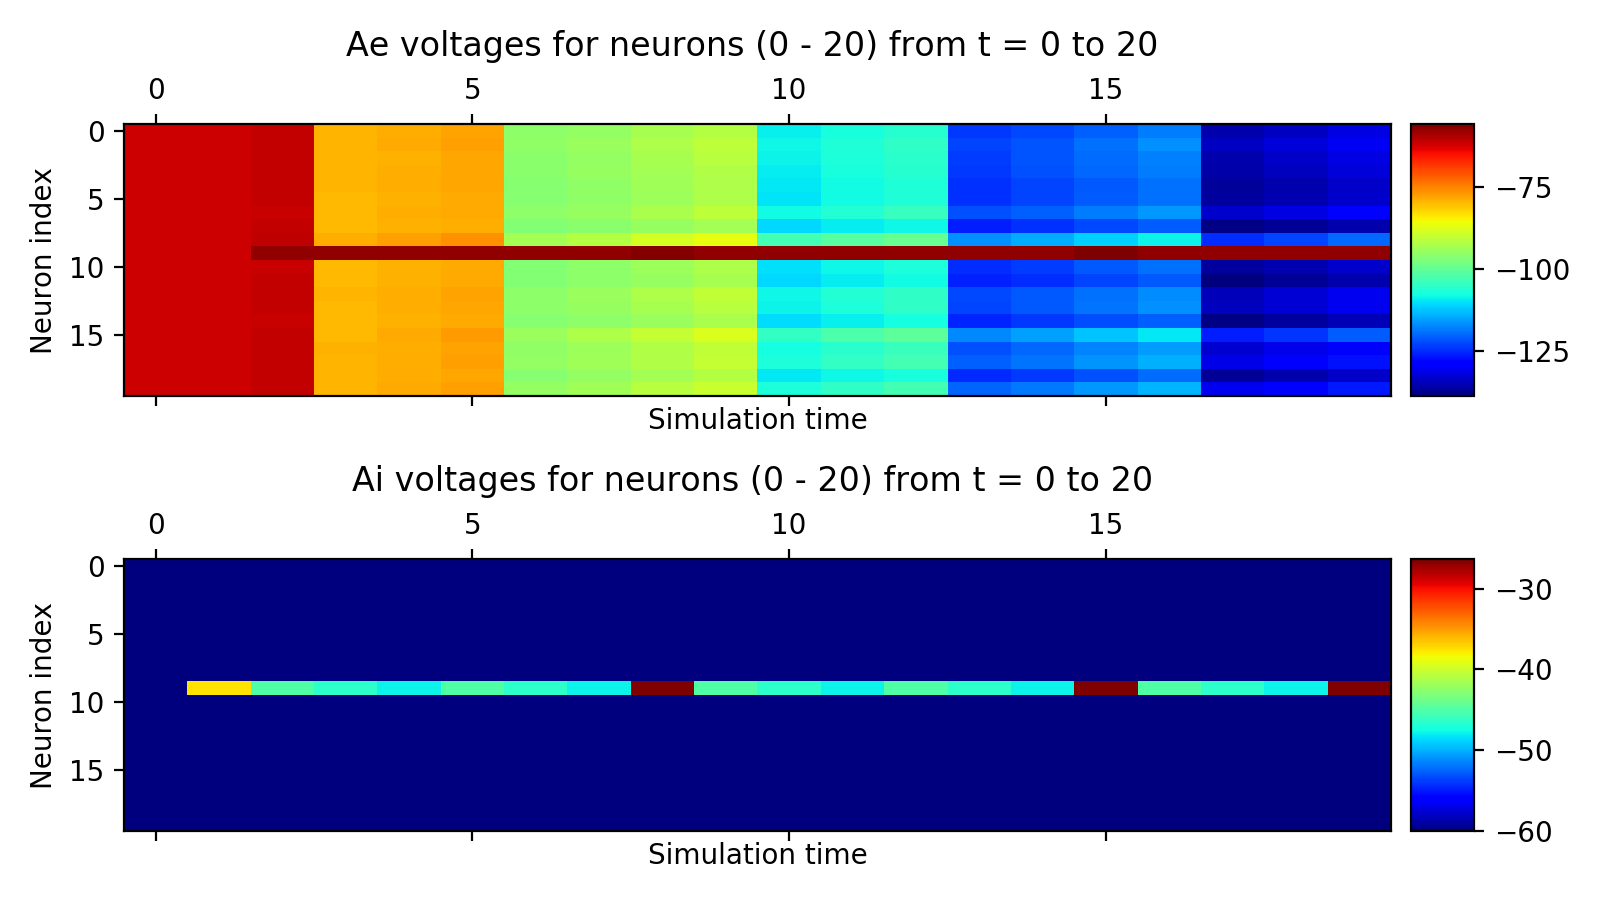 Ae voltages for neurons (0 - 20) from t = 0 to 20
0 5 10 15
Neuron index
0
5
10
15
Simulation time
−75
−100
−125
Ai voltages for neurons (0 - 20) from t = 0 to 20
0 5 10 15
Neuron index
0
5
10
15
Simulation time
−30
−40
−50
−60